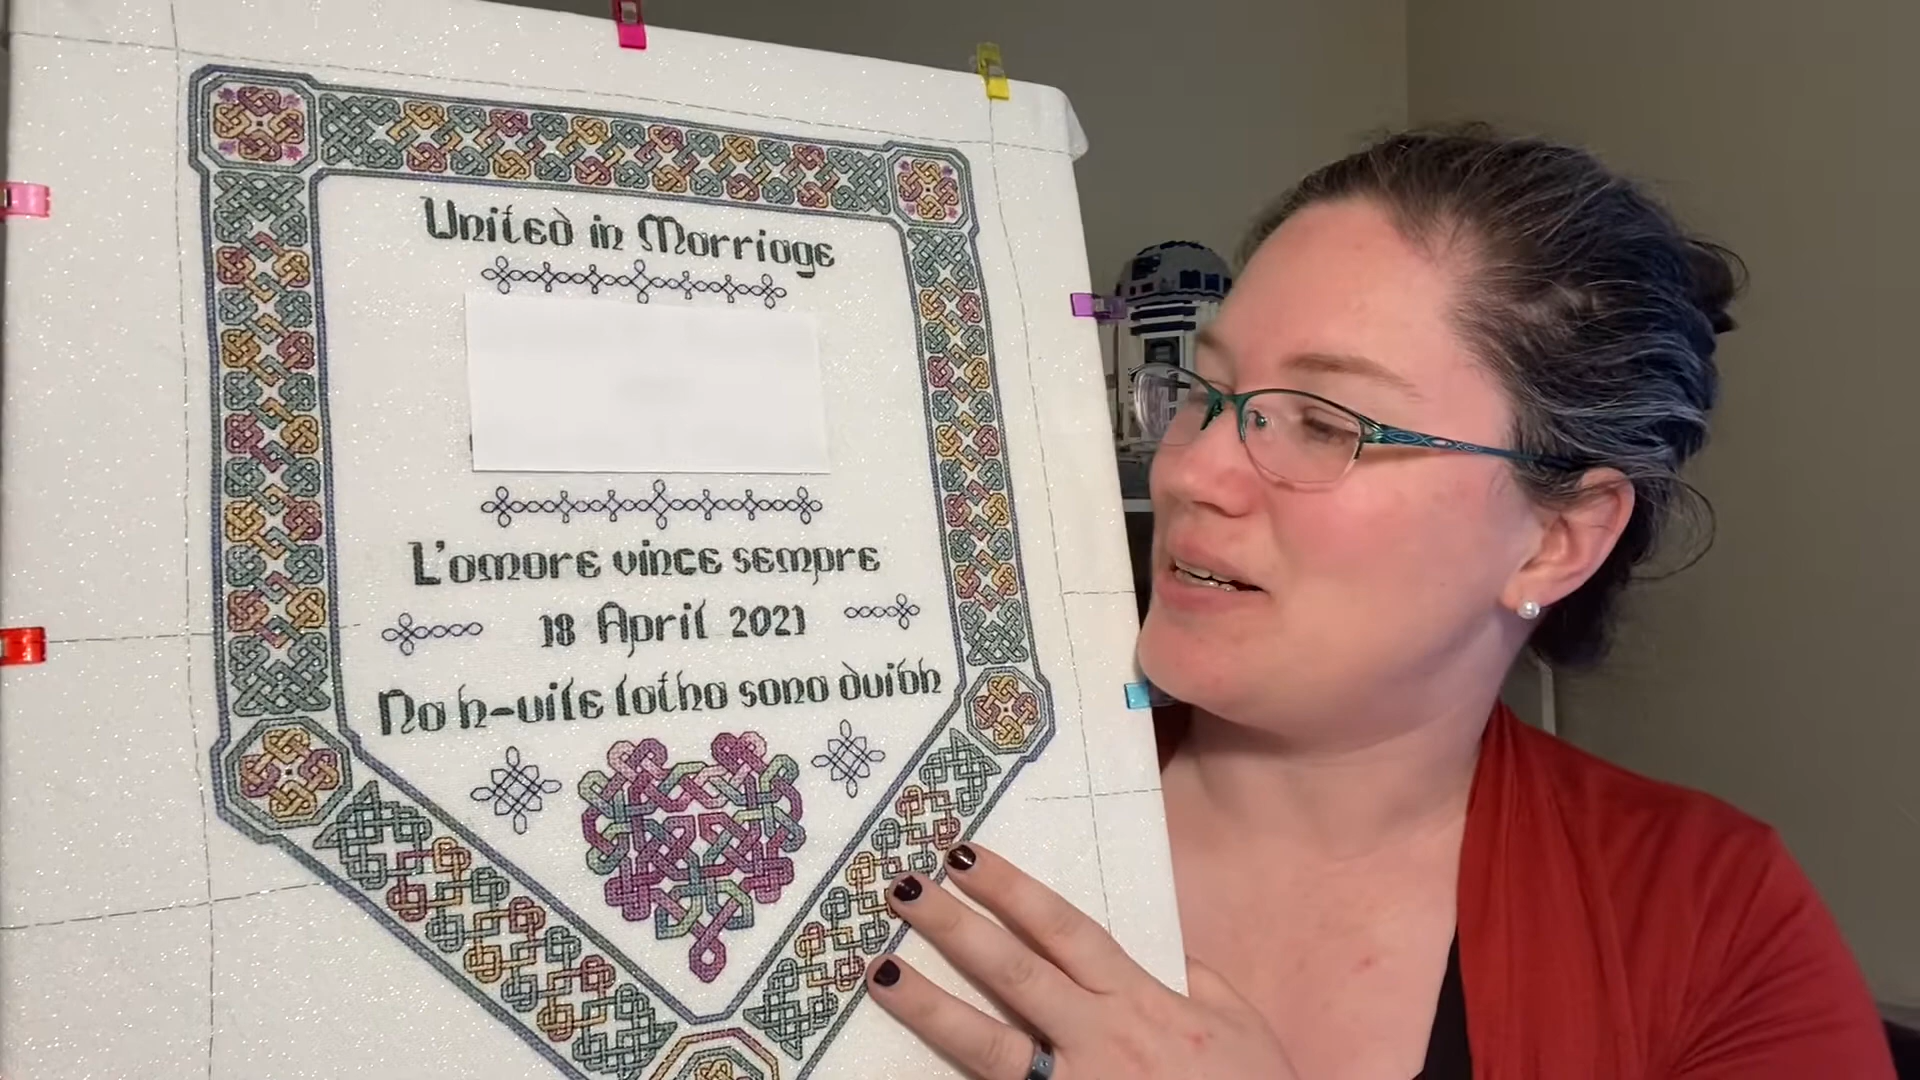 United in Marriage
L'amore vince sempre
18 April 2021
Na h-uile latha sona duibh